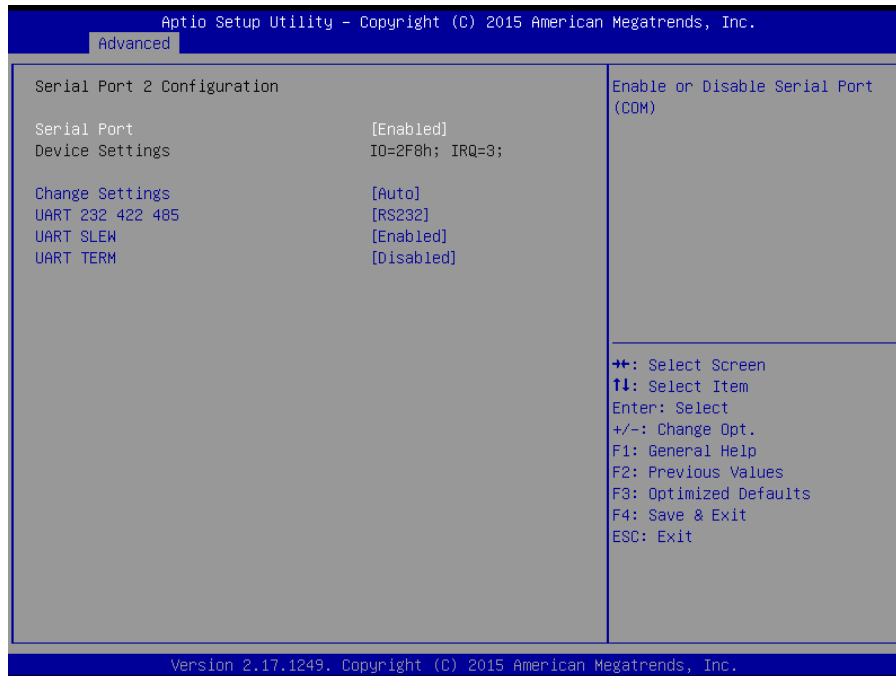 Aptio Setup Utility – Copyright (C) 2015 American Megatrends, Inc.
Advanced
Serial Port 2 Configuration
Serial Port [Enabled]
Device Settings IO=2F8h; IRQ=3;
Change Settings [Auto]
UART 232 422 485 [RS232]
UART SLEW [Enabled]
UART TERM [Disabled]
Enable or Disable Serial Port
(COM)
→←: Select Screen
↑↓: Select Item
Enter: Select
+/-: Change Opt.
F1: General Help
F2: Previous Values
F3: Optimized Defaults
F4: Save & Exit
ESC: Exit
Version 2.17.1249. Copyright (C) 2015 American Megatrends, Inc.